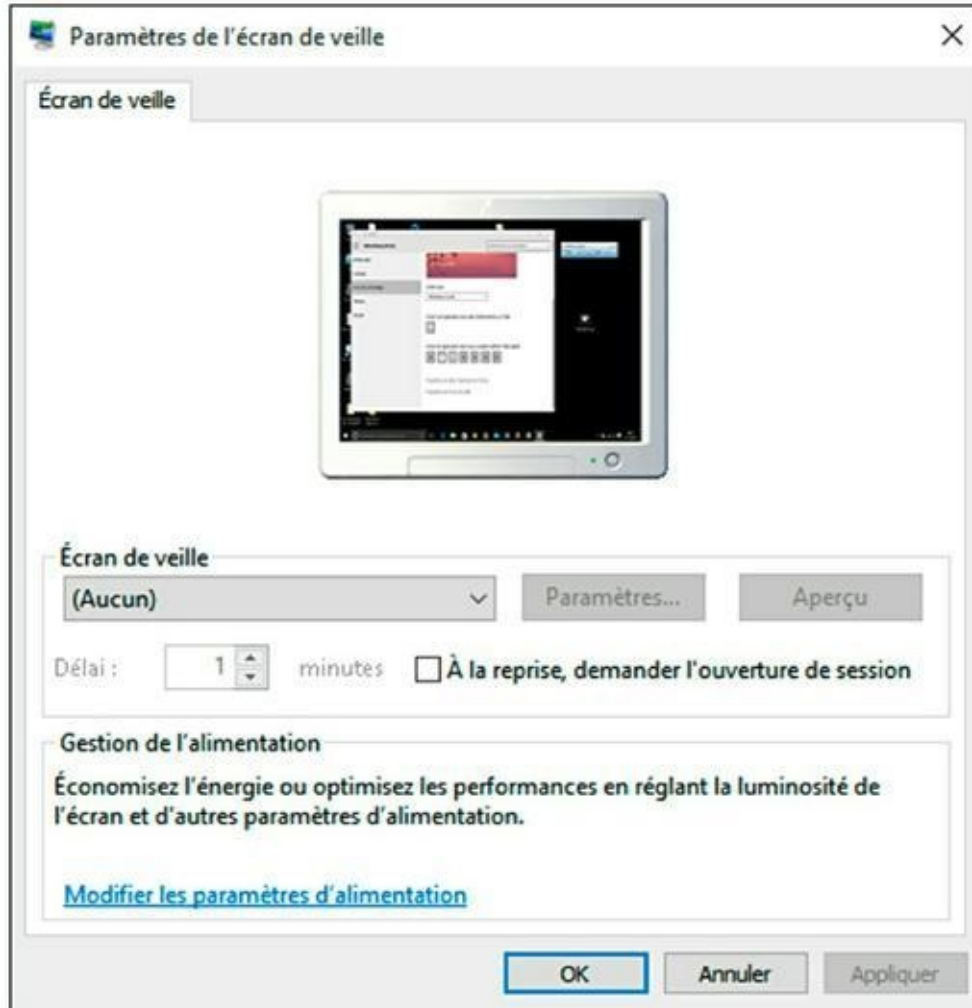 Paramètres de l'écran de veille
Écran de veille
Écran de veille
(Aucun)
Paramètres...
Aperçu
Délai :
1
minutes
À la reprise, demander l'ouverture de session
Gestion de l'alimentation
Économisez l'énergie ou optimisez les performances en réglant la luminosité de
l'écran et d'autres paramètres d'alimentation.
Modifier les paramètres d'alimentation
OK
Annuler
Appliquer